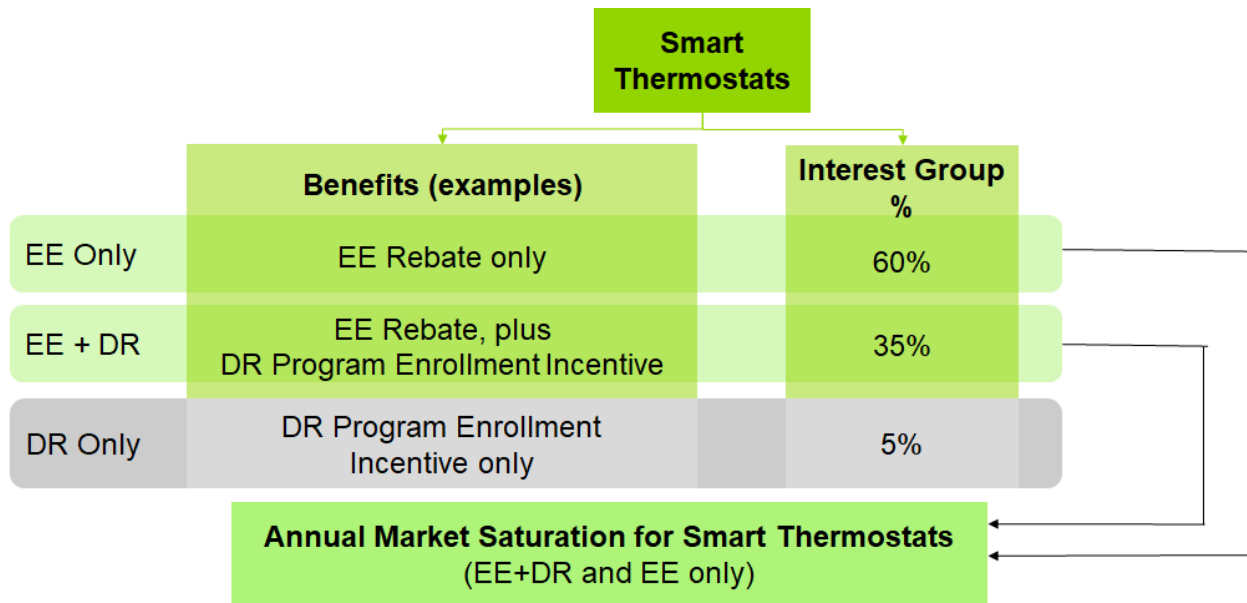 Smart
Thermostats
Benefits (examples)
Interest Group
%
EE Only
EE Rebate only
60%
EE + DR
EE Rebate, plus
DR Program Enrollment Incentive
35%
DR Only
DR Program Enrollment
Incentive only
5%
Annual Market Saturation for Smart Thermostats
(EE+DR and EE only)